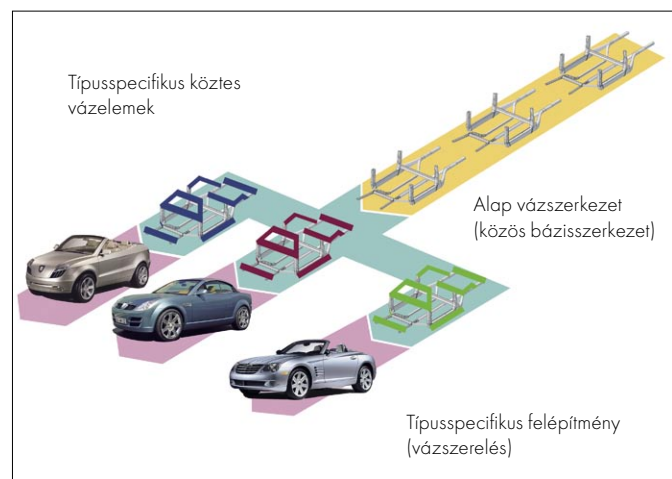 Típusspecifikus köztes
vázelemek
Alap vázszerkezet
(közös bázisszerkezet)
Típusspecifikus felépítmény
(vázszerelés)